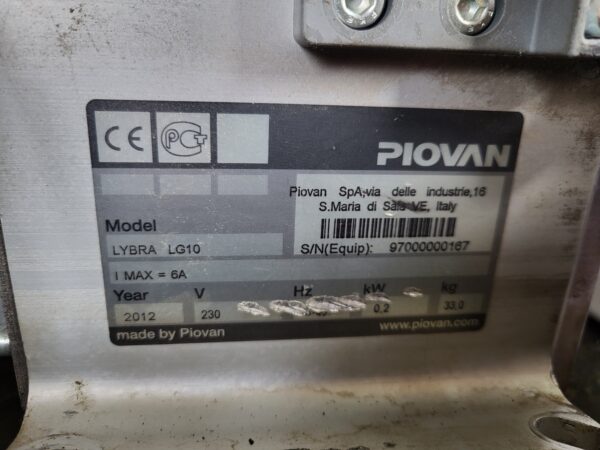 CE PCT PIOVAN
Piovan SpA,via delle industrie,16
S.Maria di Sala VE, Italy
Model
LYBRA LG10 S/N(Equip): 97000000167
I MAX = 6A
Year V Hz kW kg
2012 230 0,2 33,0
made by Piovan www.piovan.com